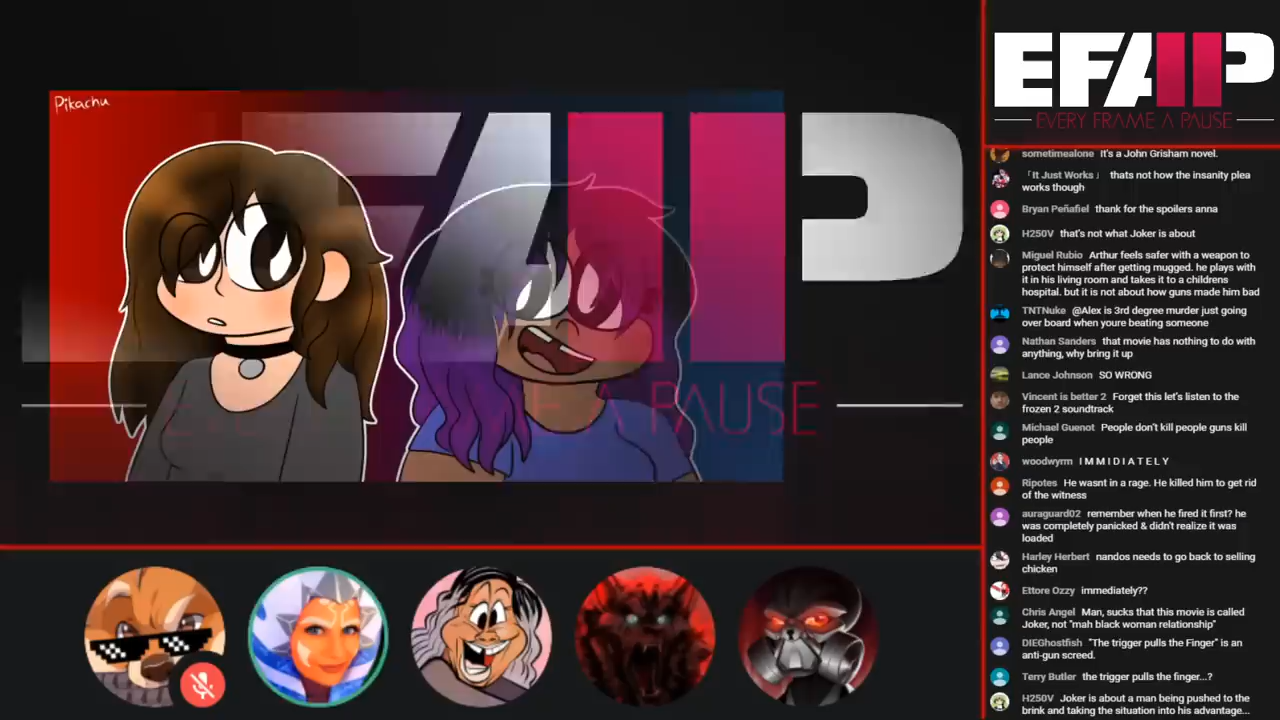 Pikachu
EFAP
EVERY FRAME A PAUSE
EFAP
EVERY FRAME A PAUSE
sometimealone It's a John Grisham novel.
「It Just Works」 thats not how the insanity plea
works though
Bryan Peñafiel thank for the spoilers anna
H250V that's not what Joker is about
Miguel Rubio Arthur feels safer with a weapon to
protect himself after getting mugged. he plays with
it in his living room and takes it to a childrens
hospital. but it is not about how guns made him bad
TNTNuke @Alex is 3rd degree murder just going
over board when youre beating someone
Nathan Sanders that movie has nothing to do with
anything, why bring it up
Lance Johnson SO WRONG
Vincent is better 2 Forget this let's listen to the
frozen 2 soundtrack
Michael Guenot People don't kill people guns kill
people
woodwyrm I M M I D I A T E L Y
Ripotes He wasnt in a rage. He killed him to get rid
of the witness
auraguard02 remember when he fired it first? he
was completely panicked & didn't realize it was
loaded
Harley Herbert nandos needs to go back to selling
chicken
Ettore Ozzy immediately??
Chris Angel Man, sucks that this movie is called
Joker, not "mah black woman relationship"
DIEGhostfish "The trigger pulls the Finger" is an
anti-gun screed.
Terry Butler the trigger pulls the finger...?
H250V Joker is about a man being pushed to the
brink and taking the situation into his advantage...